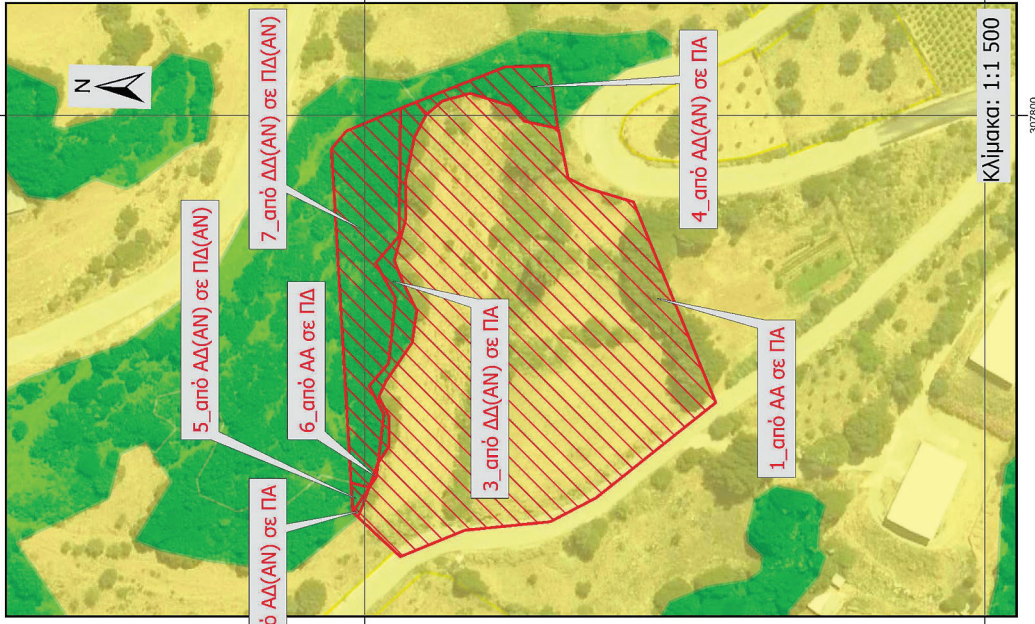 N
7_από ΔΔ(ΑΝ) σε ΠΔ(ΑΝ)
4_από ΑΔ(ΑΝ) σε ΠΑ
Κλίμακα: 1:1 500
5_από ΑΔ(ΑΝ) σε ΠΔ(ΑΝ)
6_από ΑΑ σε ΠΔ
3_από ΔΔ(ΑΝ) σε ΠΑ
1_από ΑΑ σε ΠΑ
ΑΔ(ΑΝ) σε ΠΑ